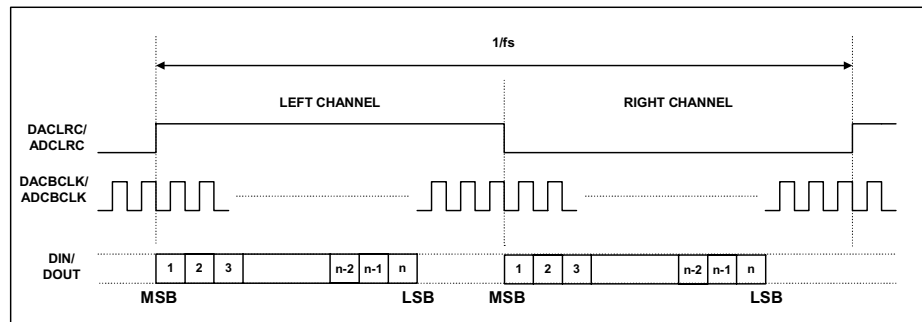 1/fs
LEFT CHANNEL RIGHT CHANNEL
DACLRC/
ADCLRC
DACBCLK/
ADCBCLK
DIN/
DOUT
1 2 3 n-2 n-1 n 1 2 3 n-2 n-1 n
MSB LSB MSB LSB